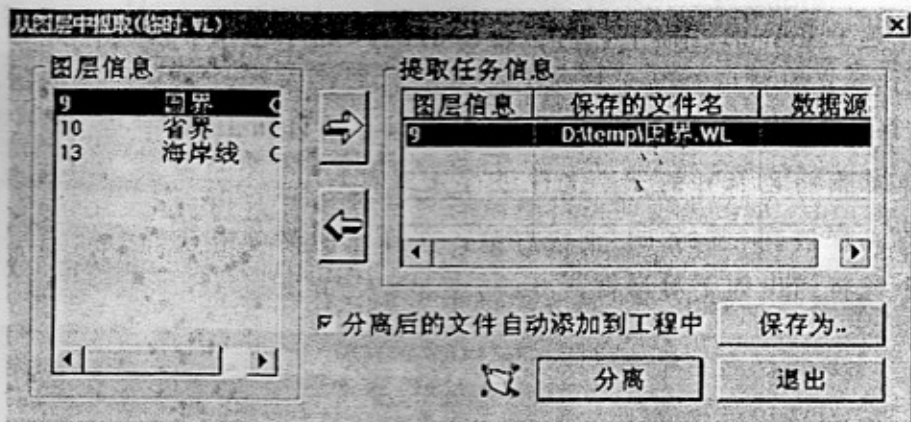 从图层中提取(临时.WL)
图层信息
9 国界 C
10 省界 C
13 海岸线 C
提取任务信息
图层信息 保存的文件名 数据源
9 D:\temp\国界.WL
分离后的文件自动添加到工程中
保存为..
分离
退出